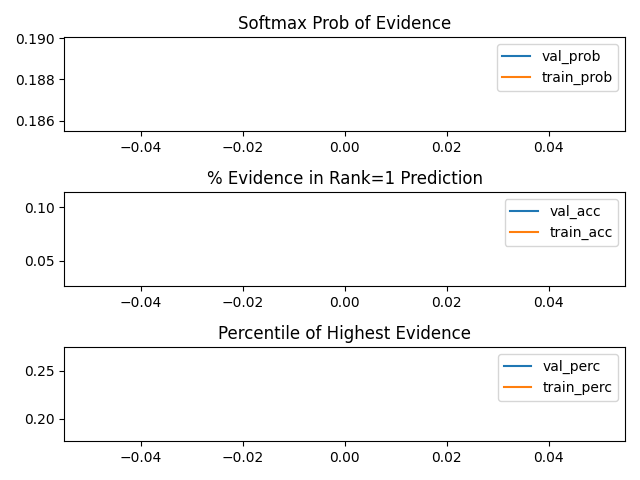 Softmax Prob of Evidence
0.190
0.188
0.186
val_prob
train_prob
−0.04 −0.02 0.00 0.02 0.04
% Evidence in Rank=1 Prediction
0.10
0.05
val_acc
train_acc
−0.04 −0.02 0.00 0.02 0.04
Percentile of Highest Evidence
0.25
0.20
val_perc
train_perc
−0.04 −0.02 0.00 0.02 0.04